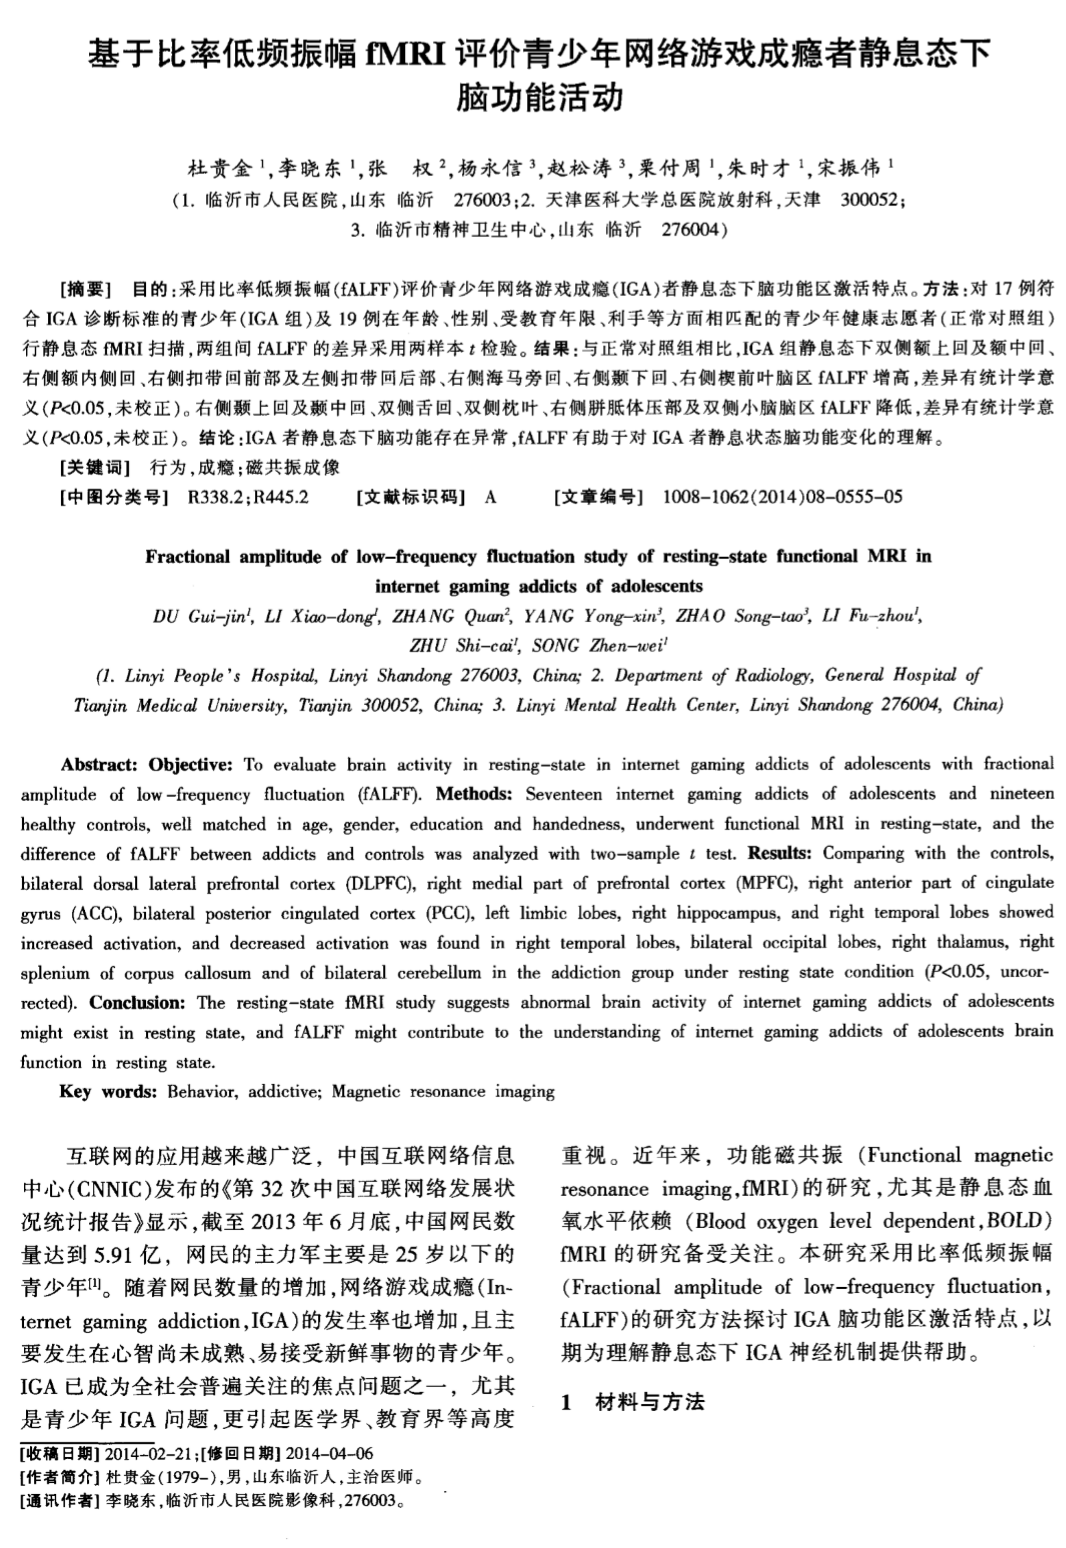 基于比率低频振幅 fMRI 评价青少年网络游戏成瘾者静息态下
脑功能活动
杜贵金1,李晓东1,张 权2,杨永信3,赵松涛3,栗付周1,朱时才1,宋振伟1
(1. 临沂市人民医院,山东 临沂 276003;2. 天津医科大学总医院放射科,天津 300052;
3. 临沂市精神卫生中心,山东 临沂 276004)
[摘要] 目的:采用比率低频振幅(fALFF)评价青少年网络游戏成瘾(IGA)者静息态下脑功能区激活特点。方法:对 17 例符
合 IGA 诊断标准的青少年(IGA 组)及 19 例在年龄、性别、受教育年限、利手等方面相匹配的青少年健康志愿者(正常对照组)
行静息态 fMRI 扫描,两组间 fALFF 的差异采用两样本 t 检验。结果:与正常对照组相比,IGA 组静息态下双侧额上回及额中回、
右侧额内侧回、右侧扣带回前部及左侧扣带回后部、右侧海马旁回、右侧颞下回、右侧楔前叶脑区 fALFF 增高,差异有统计学意
义(P<0.05,未校正)。右侧颞上回及颞中回、双侧舌回、双侧枕叶、右侧胼胝体压部及双侧小脑脑区 fALFF 降低,差异有统计学意
义(P<0.05,未校正)。结论:IGA 者静息态下脑功能存在异常,fALFF 有助于对 IGA 者静息状态脑功能变化的理解。
[关键词] 行为,成瘾;磁共振成像
[中图分类号] R338.2;R445.2 [文献标识码] A [文章编号] 1008-1062(2014)08-0555-05
Fractional amplitude of low-frequency fluctuation study of resting-state functional MRI in
internet gaming addicts of adolescents
DU Gui-jin1, LI Xiao-dong1, ZHANG Quan2, YANG Yong-xin3, ZHAO Song-tao3, LI Fu-zhou1,
ZHU Shi-cai1, SONG Zhen-wei1
(1. Linyi People's Hospital, Linyi Shandong 276003, China; 2. Department of Radiology, General Hospital of
Tianjin Medical University, Tianjin 300052, China; 3. Linyi Mental Health Center, Linyi Shandong 276004, China)
Abstract: Objective: To evaluate brain activity in resting-state in internet gaming addicts of adolescents with fractional
amplitude of low-frequency fluctuation (fALFF). Methods: Seventeen internet gaming addicts of adolescents and nineteen
healthy controls, well matched in age, gender, education and handedness, underwent functional MRI in resting-state, and the
difference of fALFF between addicts and controls was analyzed with two-sample t test. Results: Comparing with the controls,
bilateral dorsal lateral prefrontal cortex (DLPFC), right medial part of prefrontal cortex (MPFC), right anterior part of cingulate
gyrus (ACC), bilateral posterior cingulated cortex (PCC), left limbic lobes, right hippocampus, and right temporal lobes showed
increased activation, and decreased activation was found in right temporal lobes, bilateral occipital lobes, right thalamus, right
splenium of corpus callosum and of bilateral cerebellum in the addiction group under resting state condition (P<0.05, uncor-
rected). Conclusion: The resting-state fMRI study suggests abnormal brain activity of internet gaming addicts of adolescents
might exist in resting state, and fALFF might contribute to the understanding of internet gaming addicts of adolescents brain
function in resting state.
Key words: Behavior, addictive; Magnetic resonance imaging
互联网的应用越来越广泛, 中国互联网络信息
中心(CNNIC)发布的《第 32 次中国互联网络发展状
况统计报告》显示,截至 2013 年 6 月底,中国网民数
量达到 5.91 亿, 网民的主力军主要是 25 岁以下的
青少年[1]。随着网民数量的增加,网络游戏成瘾(In-
ternet gaming addiction,IGA)的发生率也增加,且主
要发生在心智尚未成熟、易接受新鲜事物的青少年。
IGA 已成为全社会普遍关注的焦点问题之一, 尤其
是青少年 IGA 问题,更引起医学界、教育界等高度
重视。近年来, 功能磁共振 (Functional magnetic
resonance imaging,fMRI)的研究,尤其是静息态血
氧水平依赖 (Blood oxygen level dependent,BOLD)
fMRI 的研究备受关注。本研究采用比率低频振幅
(Fractional amplitude of low-frequency fluctuation,
fALFF)的研究方法探讨 IGA 脑功能区激活特点,以
期为理解静息态下 IGA 神经机制提供帮助。
1 材料与方法
[收稿日期] 2014-02-21;[修回日期] 2014-04-06
[作者简介] 杜贵金(1979-),男,山东临沂人,主治医师。
[通讯作者] 李晓东,临沂市人民医院影像科,276003。